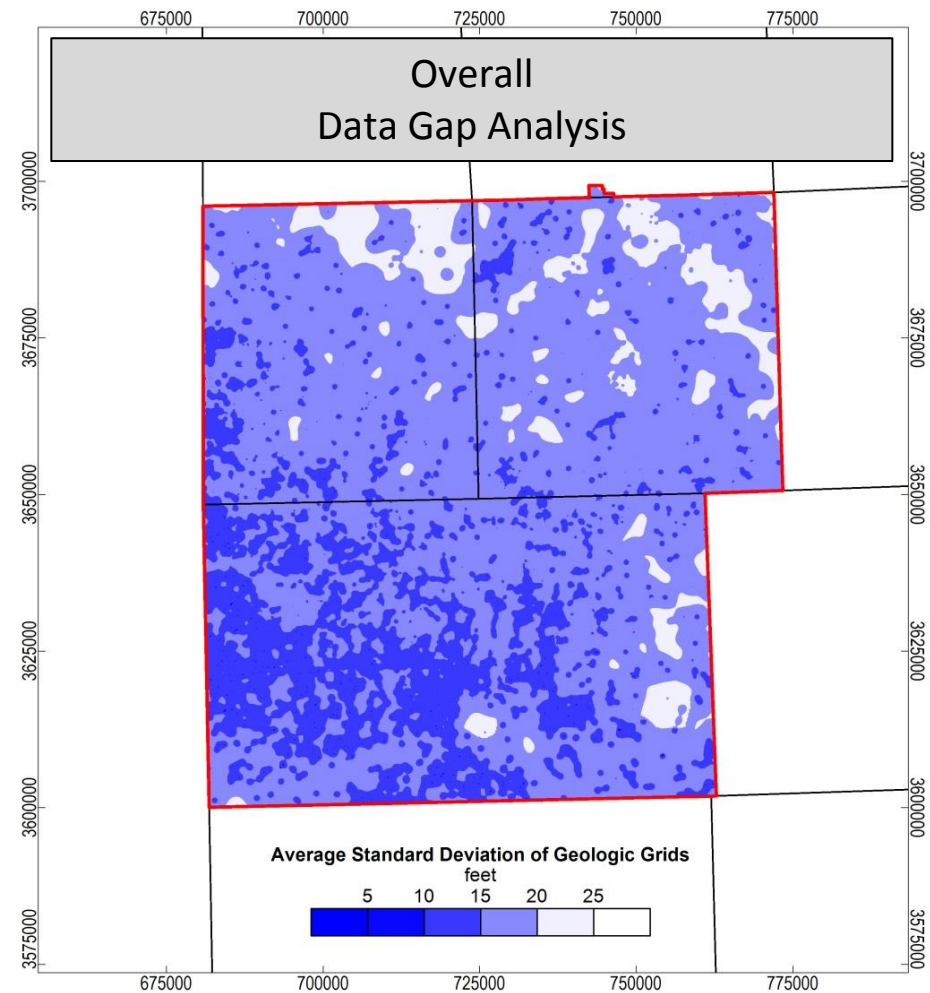 675000 700000 725000 750000 775000
Overall
Data Gap Analysis
3700000 3700000
3675000 3675000
3650000 3650000
3625000 3625000
3600000 3600000
Average Standard Deviation of Geologic Grids
feet
5 10 15 20 25
3575000 3575000
675000 700000 725000 750000 775000